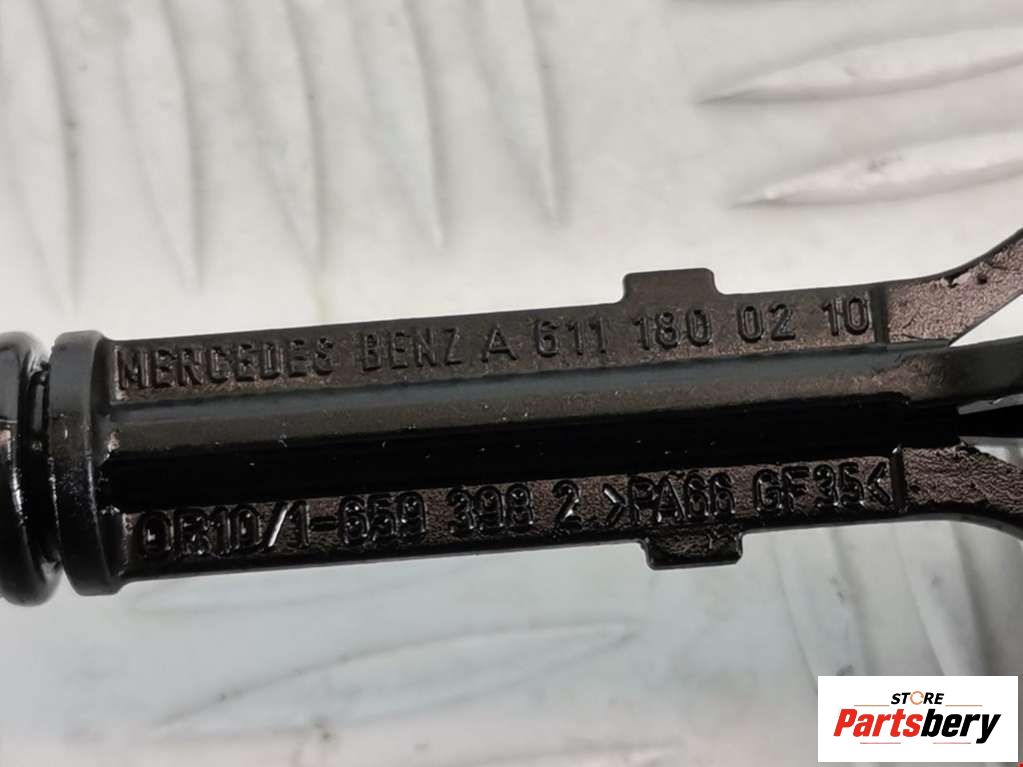 MERCEDES BENZ A 611 180 02 10
OR10/1-659 398 2 >PA66 GF35<
STORE
Partsbery